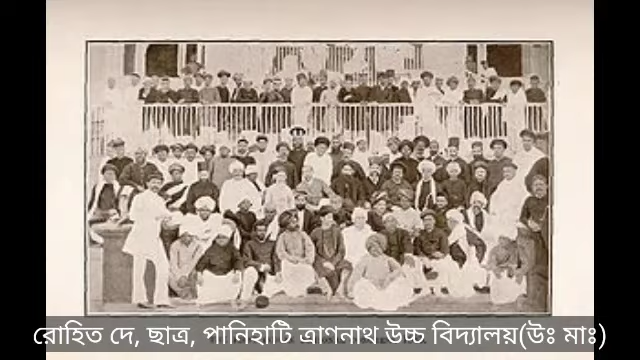 রোহিত দে, ছাত্র, পানিহাটি ত্রাণনাথ উচ্চ বিদ্যালয়(উঃ মাঃ)